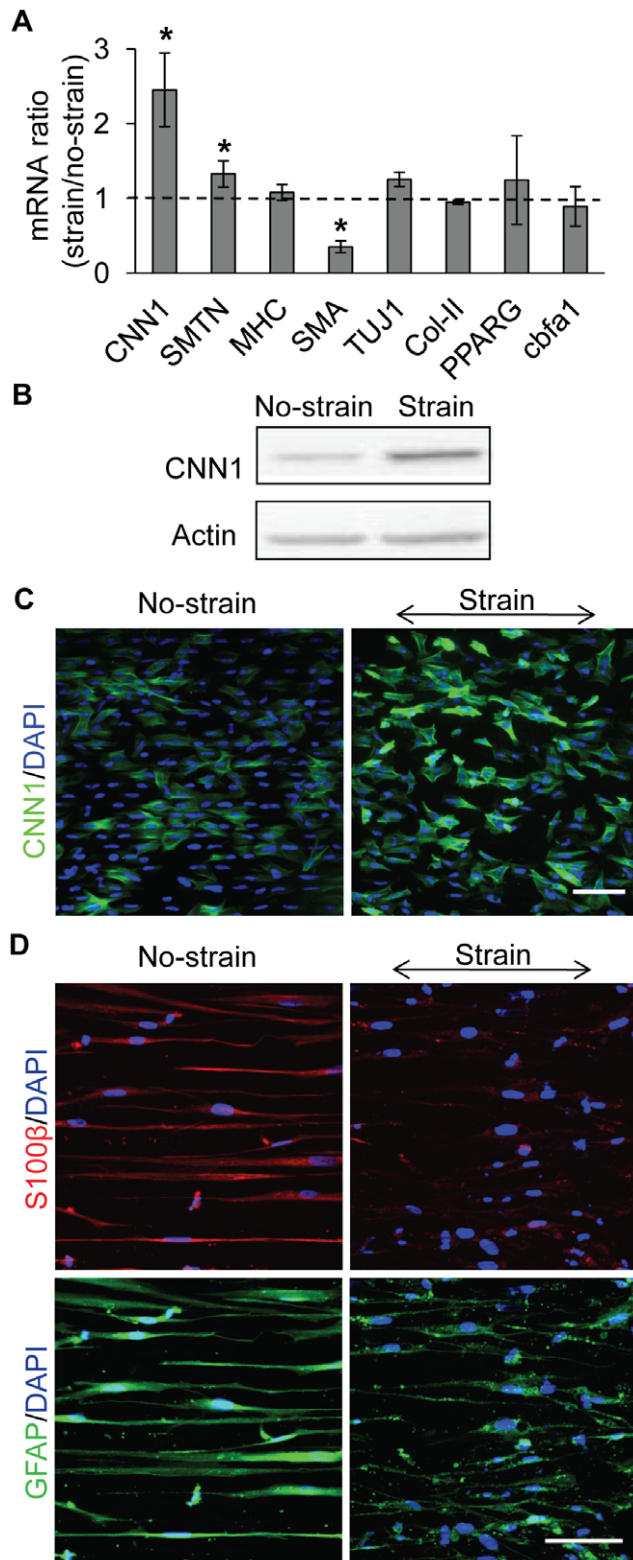 A
mRNA ratio
(strain/no-strain)
3
2
1
0
*
*
*
CNN1
SMTN
MHC
SMA
TUJ1
Col-II
PPARG
cbfa1
B
No-strain Strain
CNN1
Actin
C
No-strain Strain
CNN1/DAPI
D
No-strain Strain
S100β/DAPI
GFAP/DAPI